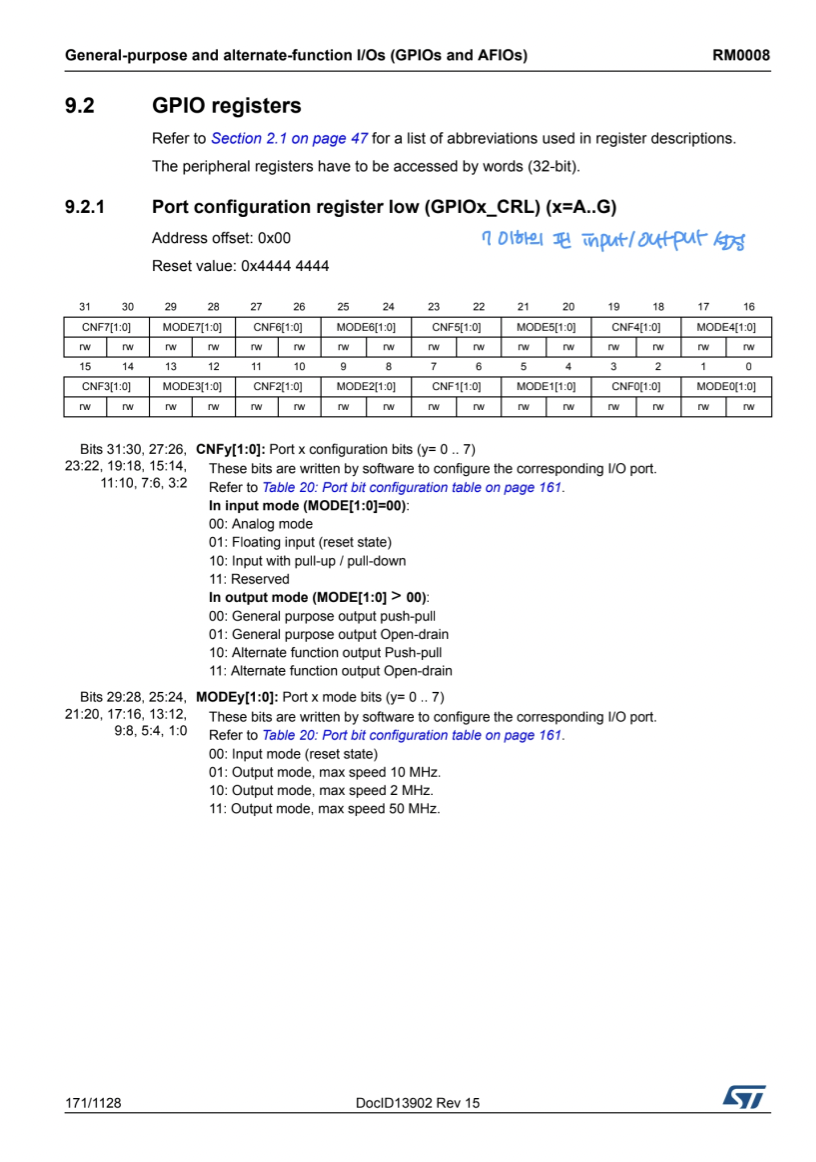 General-purpose and alternate-function I/Os (GPIOs and AFIOs) RM0008
9.2 GPIO registers
Refer to Section 2.1 on page 47 for a list of abbreviations used in register descriptions.
The peripheral registers have to be accessed by words (32-bit).
9.2.1 Port configuration register low (GPIOx_CRL) (x=A..G)
Address offset: 0x00 7 이하의 핀 input/output 설정
Reset value: 0x4444 4444
31 30 29 28 27 26 25 24 23 22 21 20 19 18 17 16
CNF7[1:0] MODE7[1:0] CNF6[1:0] MODE6[1:0] CNF5[1:0] MODE5[1:0] CNF4[1:0] MODE4[1:0]
rw rw rw rw rw rw rw rw rw rw rw rw rw rw rw rw
15 14 13 12 11 10 9 8 7 6 5 4 3 2 1 0
CNF3[1:0] MODE3[1:0] CNF2[1:0] MODE2[1:0] CNF1[1:0] MODE1[1:0] CNF0[1:0] MODE0[1:0]
rw rw rw rw rw rw rw rw rw rw rw rw rw rw rw rw
Bits 31:30, 27:26, CNFy[1:0]: Port x configuration bits (y= 0 .. 7)
23:22, 19:18, 15:14, These bits are written by software to configure the corresponding I/O port.
11:10, 7:6, 3:2 Refer to Table 20: Port bit configuration table on page 161.
In input mode (MODE[1:0]=00):
00: Analog mode
01: Floating input (reset state)
10: Input with pull-up / pull-down
11: Reserved
In output mode (MODE[1:0] > 00):
00: General purpose output push-pull
01: General purpose output Open-drain
10: Alternate function output Push-pull
11: Alternate function output Open-drain
Bits 29:28, 25:24, MODEy[1:0]: Port x mode bits (y= 0 .. 7)
21:20, 17:16, 13:12, These bits are written by software to configure the corresponding I/O port.
9:8, 5:4, 1:0 Refer to Table 20: Port bit configuration table on page 161.
00: Input mode (reset state)
01: Output mode, max speed 10 MHz.
10: Output mode, max speed 2 MHz.
11: Output mode, max speed 50 MHz.
171/1128 DocID13902 Rev 15 ST